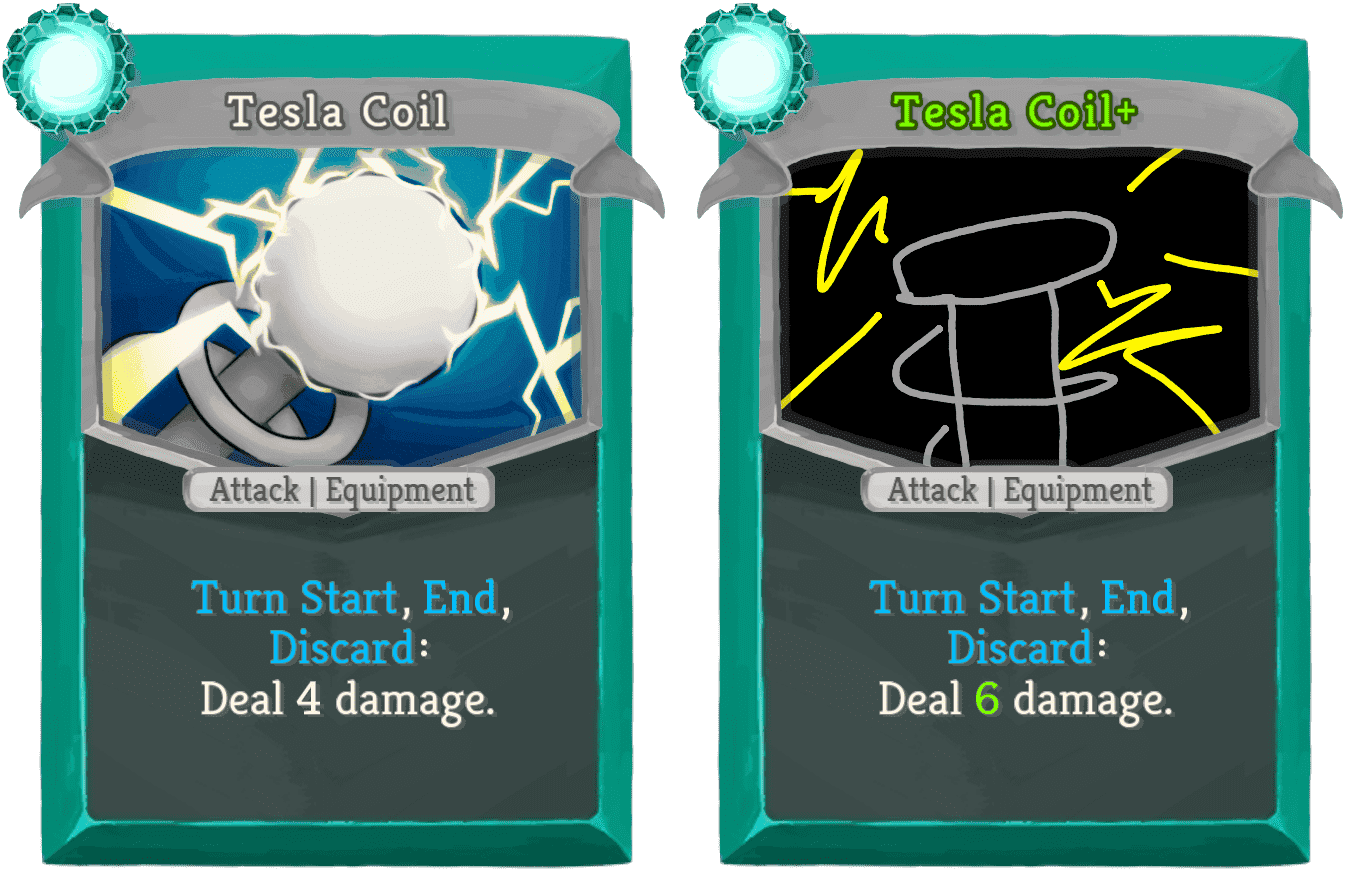 Tesla Coil
Attack | Equipment
Turn Start, End,
Discard:
Deal 4 damage.
Tesla Coil+
Attack | Equipment
Turn Start, End,
Discard:
Deal 6 damage.